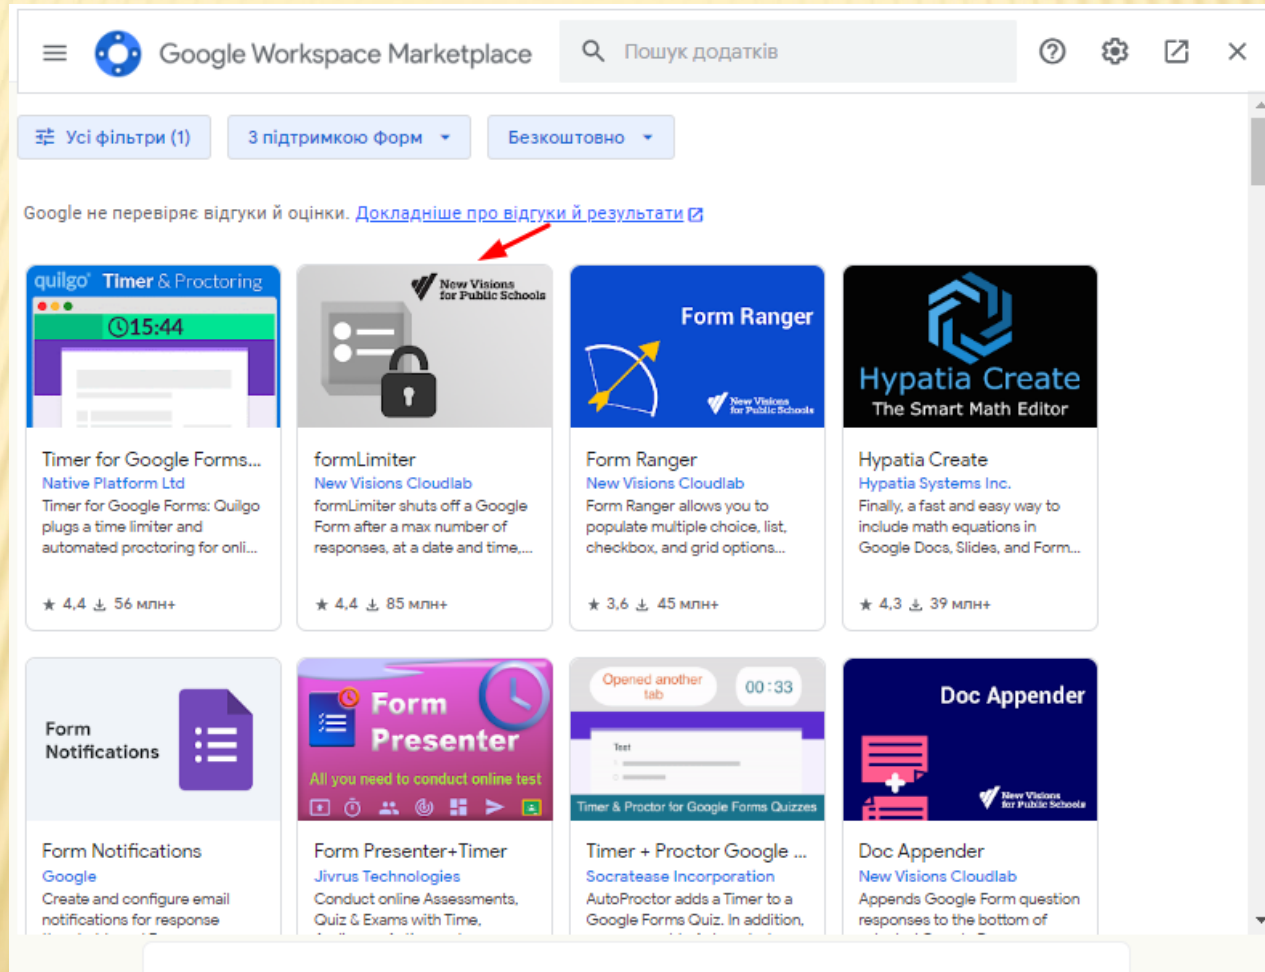 Google Workspace Marketplace
Пошук додатків
Усі фільтри (1)
З підтримкою Форм
Безкоштовно
Google не перевіряє відгуки й оцінки. Докладніше про відгуки й результати
quilgo Timer & Proctoring
15:44
New Visions
for Public Schools
Form Ranger
New Visions
for Public Schools
Hypatia Create
The Smart Math Editor
Timer for Google Forms...
Native Platform Ltd
Timer for Google Forms: Quilgo
plugs a time limiter and
automated proctoring for onli...
4,4 56 млн+
formLimiter
New Visions Cloudlab
formLimiter shuts off a Google
Form after a max number of
responses, at a date and time,...
4,4 85 млн+
Form Ranger
New Visions Cloudlab
Form Ranger allows you to
populate multiple choice, list,
checkbox, and grid options...
3,6 45 млн+
Hypatia Create
Hypatia Systems Inc.
Finally, a fast and easy way to
include math equations in
Google Docs, Slides, and Form...
4,3 39 млн+
Form
Notifications
Form
Presenter
All you need to conduct online test
Opened another
tab
00:33
Test
Timer & Proctor for Google Forms Quizzes
Doc Appender
New Visions
for Public Schools
Form Notifications
Google
Create and configure email
notifications for response
Form Presenter+Timer
Jivrus Technologies
Conduct online Assessments,
Quiz & Exams with Time,
Timer + Proctor Google ...
Socratease Incorporation
AutoProctor adds a Timer to a
Google Forms Quiz. In addition,
Doc Appender
New Visions Cloudlab
Appends Google Form question
responses to the bottom of